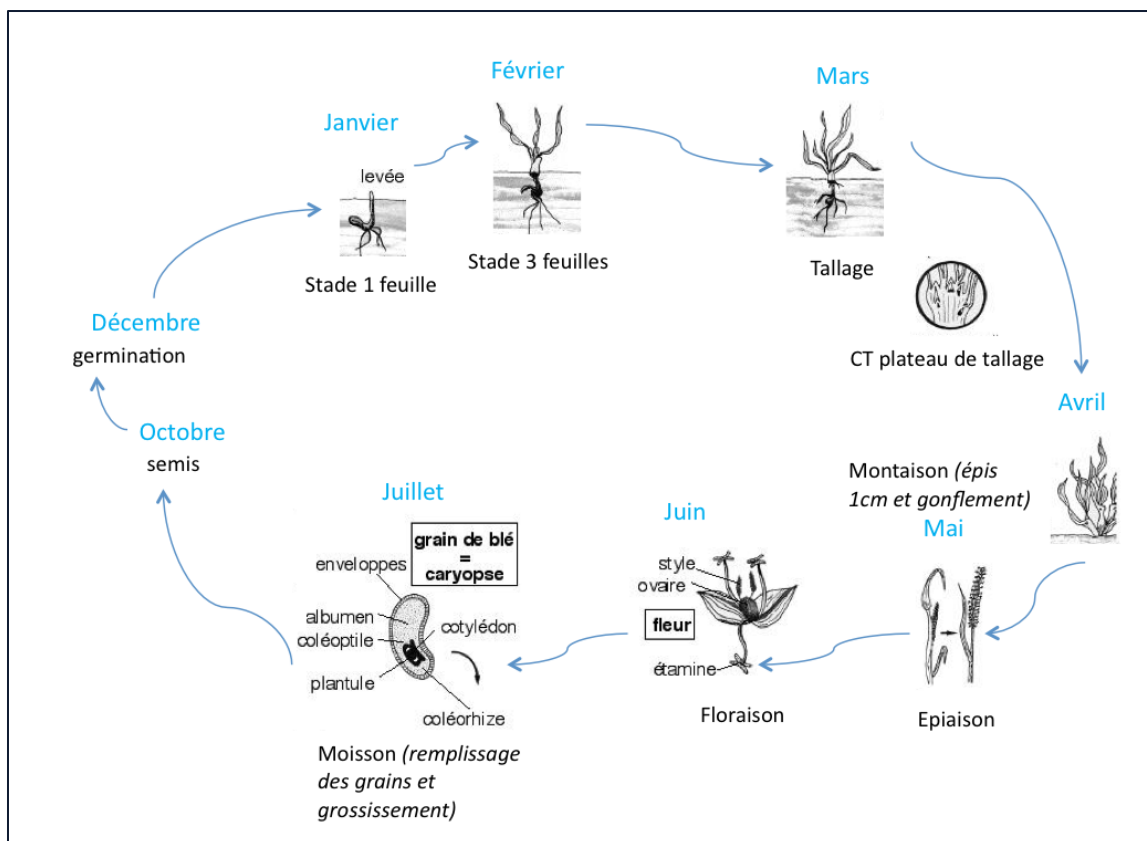 Février
Mars
Janvier
levée
Stade 1 feuille
Stade 3 feuilles
Tallage
CT plateau de tallage
Décembre
germination
Octobre
semis
Avril
Montaison (épis
1cm et gonflement)
Mai
Epiaison
Juin
style
ovaire
fleur
étamine
Floraison
Juillet
grain de blé
=
caryopse
enveloppes
albumen
coléoptile
cotylédon
plantule
coléorhize
Moisson (remplissage
des grains et
grossissement)